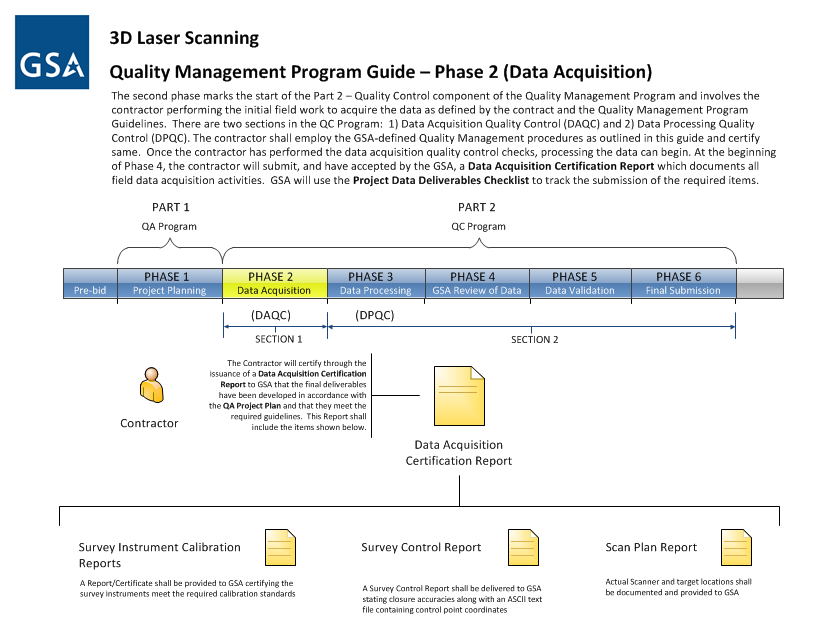 GSA
3D Laser Scanning
Quality Management Program Guide – Phase 2 (Data Acquisition)
The second phase marks the start of the Part 2 – Quality Control component of the Quality Management Program and involves the
contractor performing the initial field work to acquire the data as defined by the contract and the Quality Management Program
Guidelines.  There are two sections in the QC Program:  1) Data Acquisition Quality Control (DAQC) and 2) Data Processing Quality
Control (DPQC). The contractor shall employ the GSA-defined Quality Management procedures as outlined in this guide and certify
same.  Once the contractor has performed the data acquisition quality control checks, processing the data can begin. At the beginning
of Phase 4, the contractor will submit, and have accepted by the GSA, a Data Acquisition Certification Report which documents all
field data acquisition activities.  GSA will use the Project Data Deliverables Checklist to track the submission of the required items.
PART 1
PART 2
QA Program
QC Program
PHASE 1
PHASE 2
PHASE 3
PHASE 4
PHASE 5
PHASE 6
Pre-bid
Project Planning
Data Acquisition
Data Processing
GSA Review of Data
Data Validation
Final Submission
(DAQC)
(DPQC)
SECTION 1
SECTION 2
The Contractor will certify through the
issuance of a Data Acquisition Certification
Report to GSA that the final deliverables
have been developed in accordance with
the QA Project Plan and that they meet the
required guidelines.  This Report shall
include the items shown below.
Contractor
Data Acquisition
Certification Report
Survey Instrument Calibration
Reports
A Report/Certificate shall be provided to GSA certifying the
survey instruments meet the required calibration standards
Survey Control Report
A Survey Control Report shall be delivered to GSA
stating closure accuracies along with an ASCII text
file containing control point coordinates
Scan Plan Report
Actual Scanner and target locations shall
be documented and provided to GSA